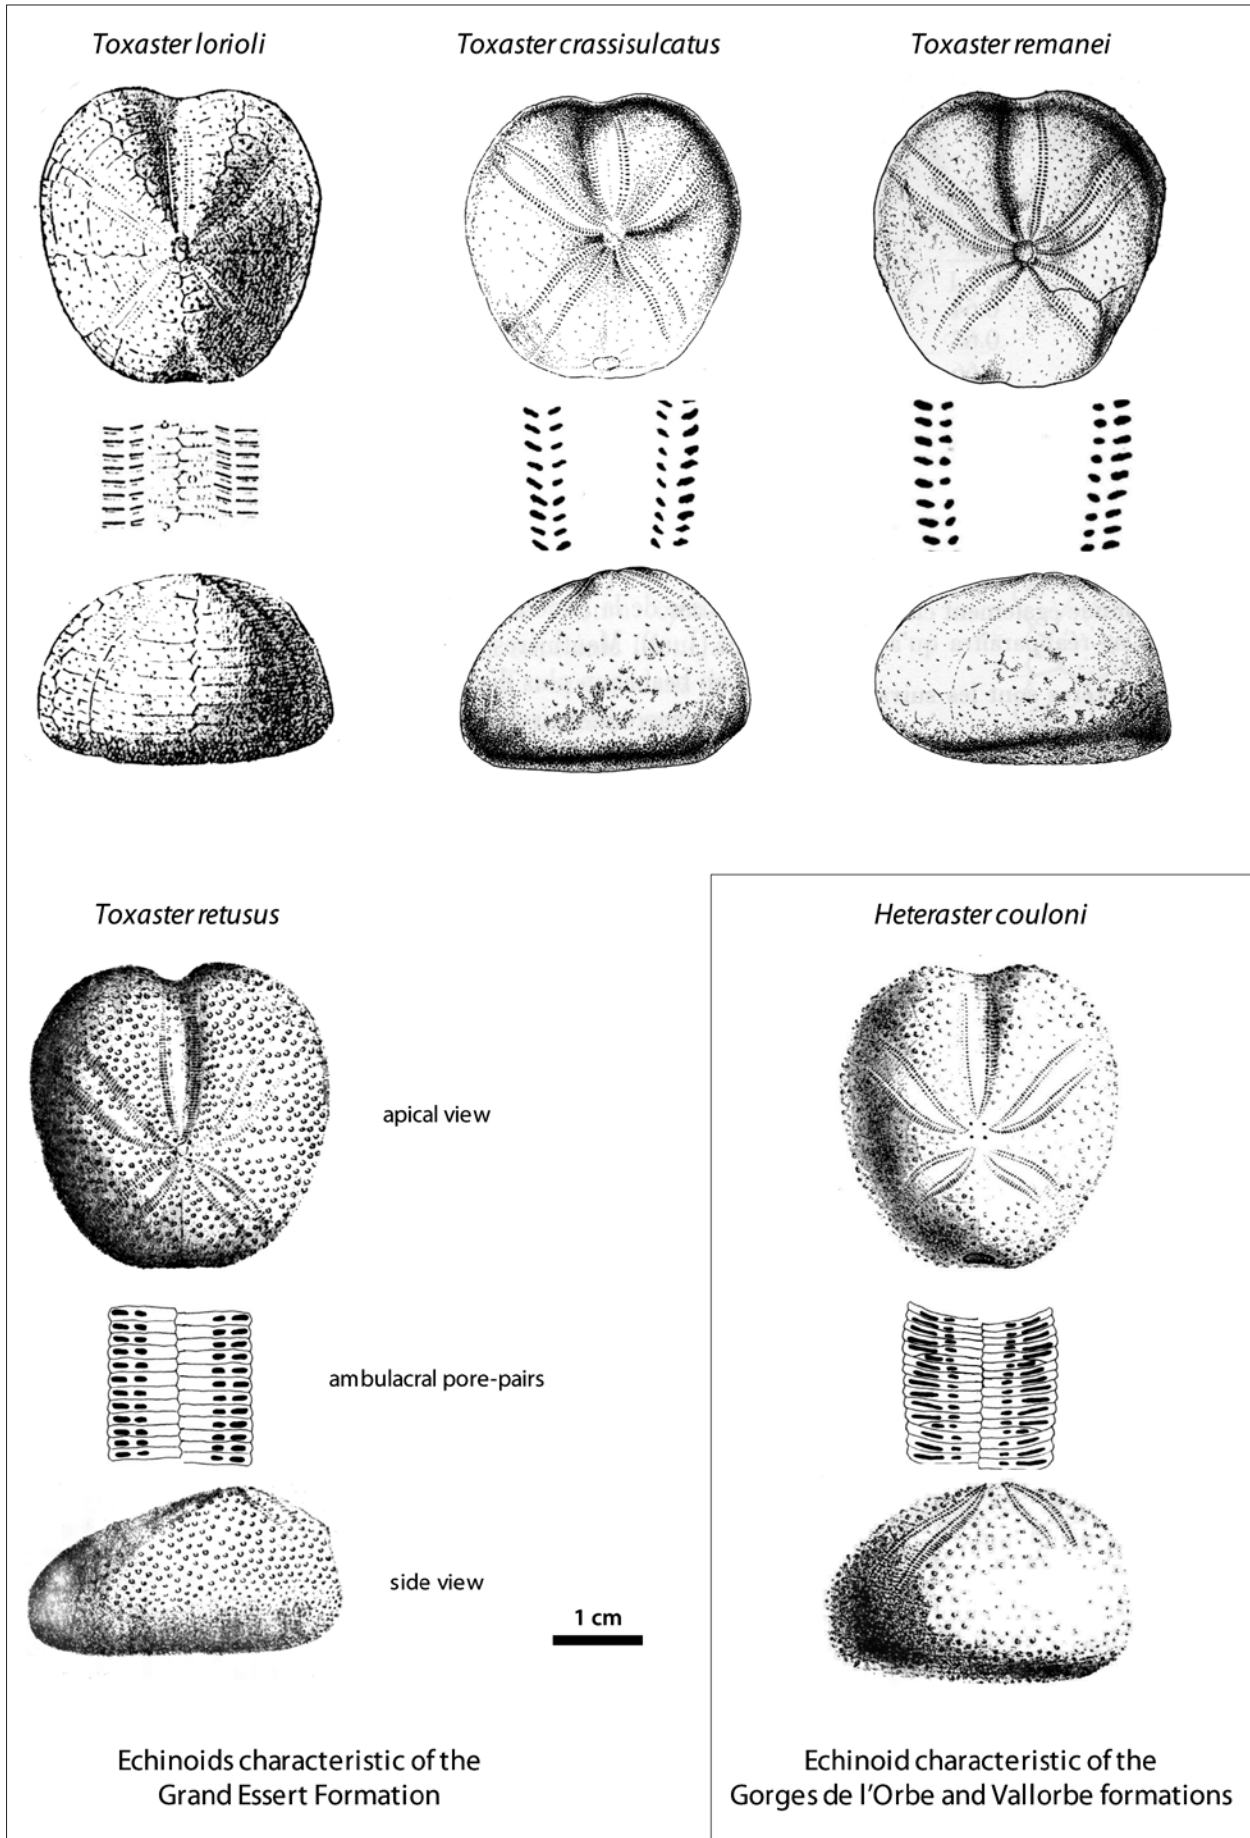 Toxaster lorioli
Toxaster crassisulcatus
Toxaster remanei
Toxaster retusus
Heteraster couloni
apical view
ambulacral pore-pairs
side view
1 cm
Echinoids characteristic of the
Grand Essert Formation
Echinoid characteristic of the
Gorges de l'Orbe and Vallorbe formations